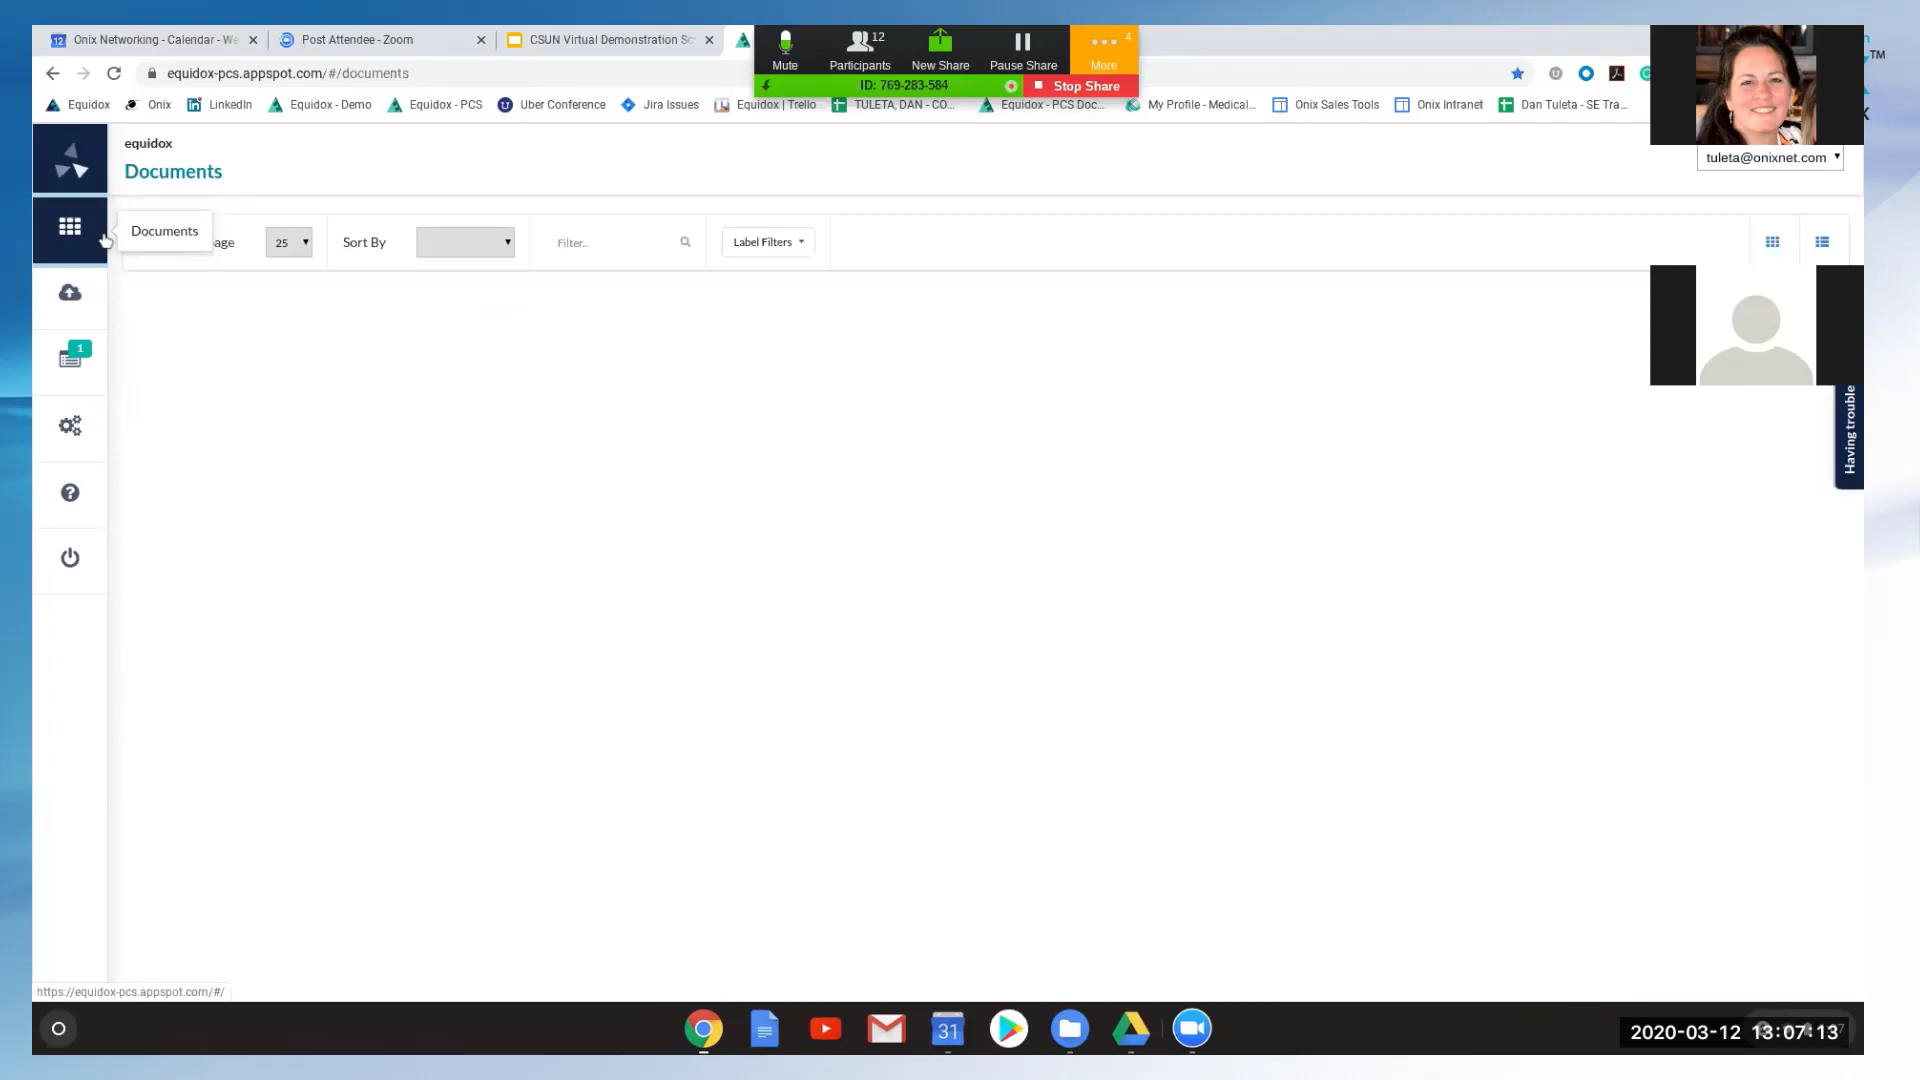 Onix Networking - Calendar - We
Post Attendee - Zoom
CSUN Virtual Demonstration Sc
Mute
Participants
12
New Share
Pause Share
More
4
ID: 769-283-584
Stop Share
equidox-pcs.appspot.com/#/documents
Equidox
Onix
LinkedIn
Equidox - Demo
Equidox - PCS
Uber Conference
Jira Issues
Equidox | Trello
TULETA, DAN - CO...
Equidox - PCS Doc...
My Profile - Medical...
Onix Sales Tools
Onix Intranet
Dan Tuleta - SE Tra...
TM
equidox
Documents
tuleta@onixnet.com
Documents
age
25
Sort By
Filter...
Label Filters
1
Having trouble
https://equidox-pcs.appspot.com/#/
31
2020-03-12 13:07:13